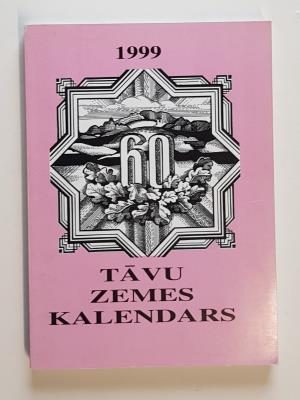 1999
60
TĀVU
ZEMES
KALENDARS